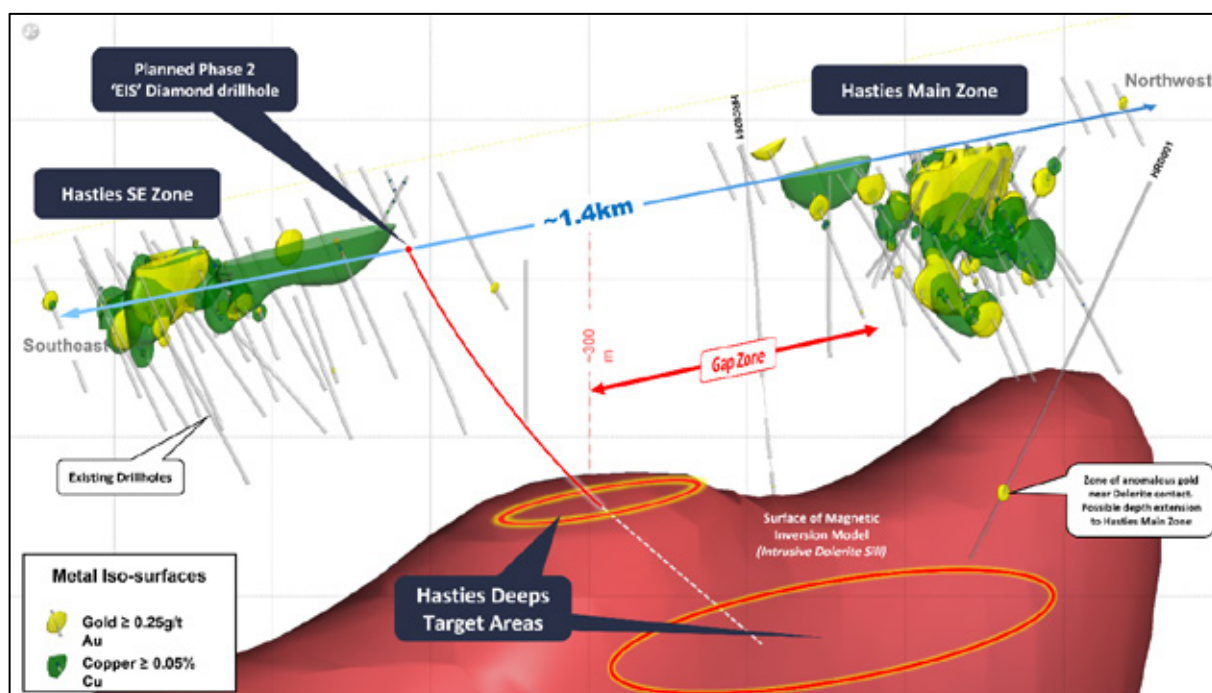 Planned Phase 2
'EIS' Diamond drillhole
Hasties Main Zone
Northwest
HRC8D61
HRD001
Hasties SE Zone
~1.4km
Southeast
~300
m
Gap Zone
Existing Drillholes
Zone of anomalous gold
near Dolerite contact.
Possible depth extension
to Hasties Main Zone
Surface of Magnetic
Inversion Model
(Intrusive Dolerite Sill)
Hasties Deeps
Target Areas
Metal Iso-surfaces
Gold ≥ 0.25g/t
Au
Copper ≥ 0.05%
Cu